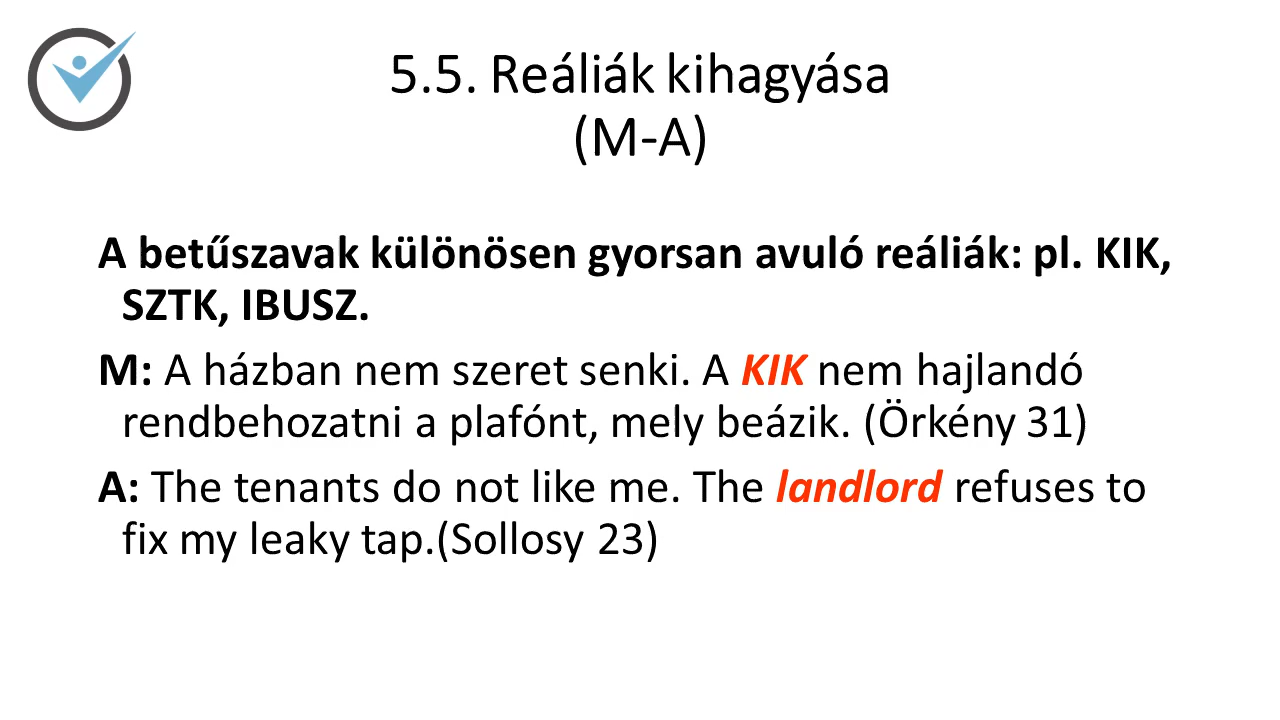 5.5. Reáliák kihagyása
(M-A)
A betűszavak különösen gyorsan avuló reáliák: pl. KIK,
SZTK, IBUSZ.
M: A házban nem szeret senki. A KIK nem hajlandó
rendbehozatni a plafónt, mely beázik. (Örkény 31)
A: The tenants do not like me. The landlord refuses to
fix my leaky tap.(Sollosy 23)